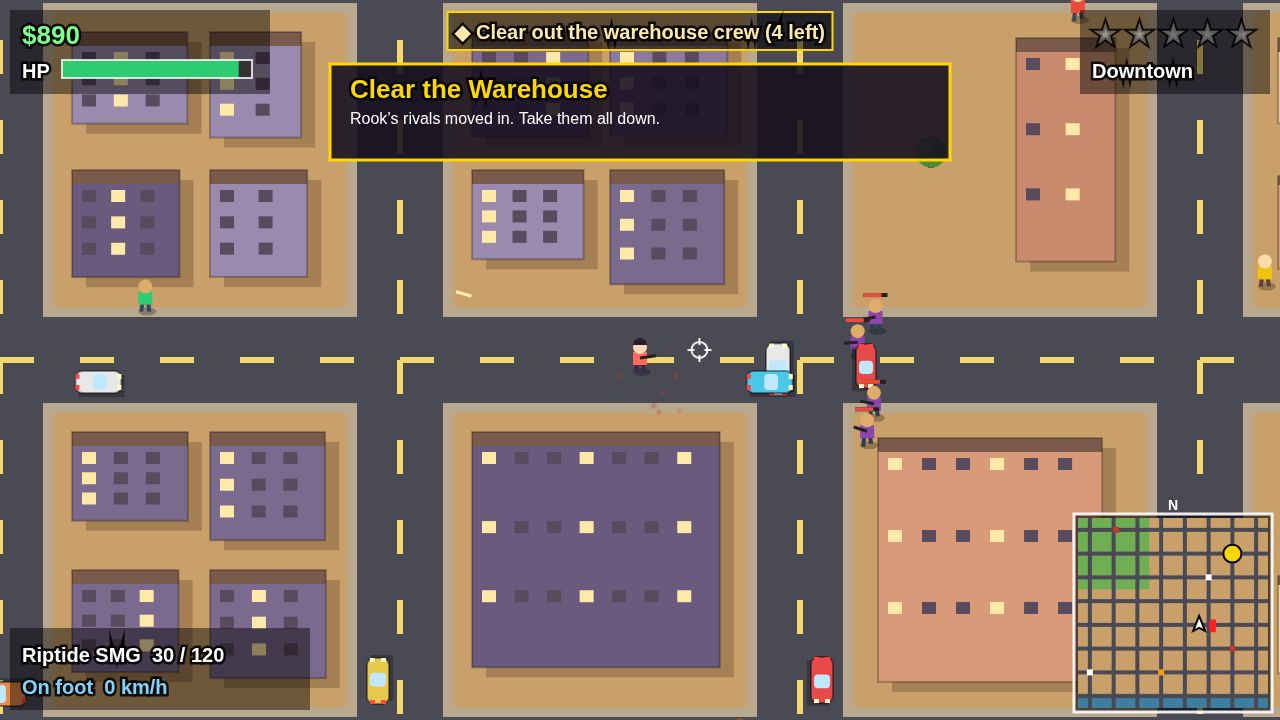 $890
HP
◆ Clear out the warehouse crew (4 left)
Downtown
Clear the Warehouse
Rook's rivals moved in. Take them all down.
N
Riptide SMG 30 / 120
On foot 0 km/h